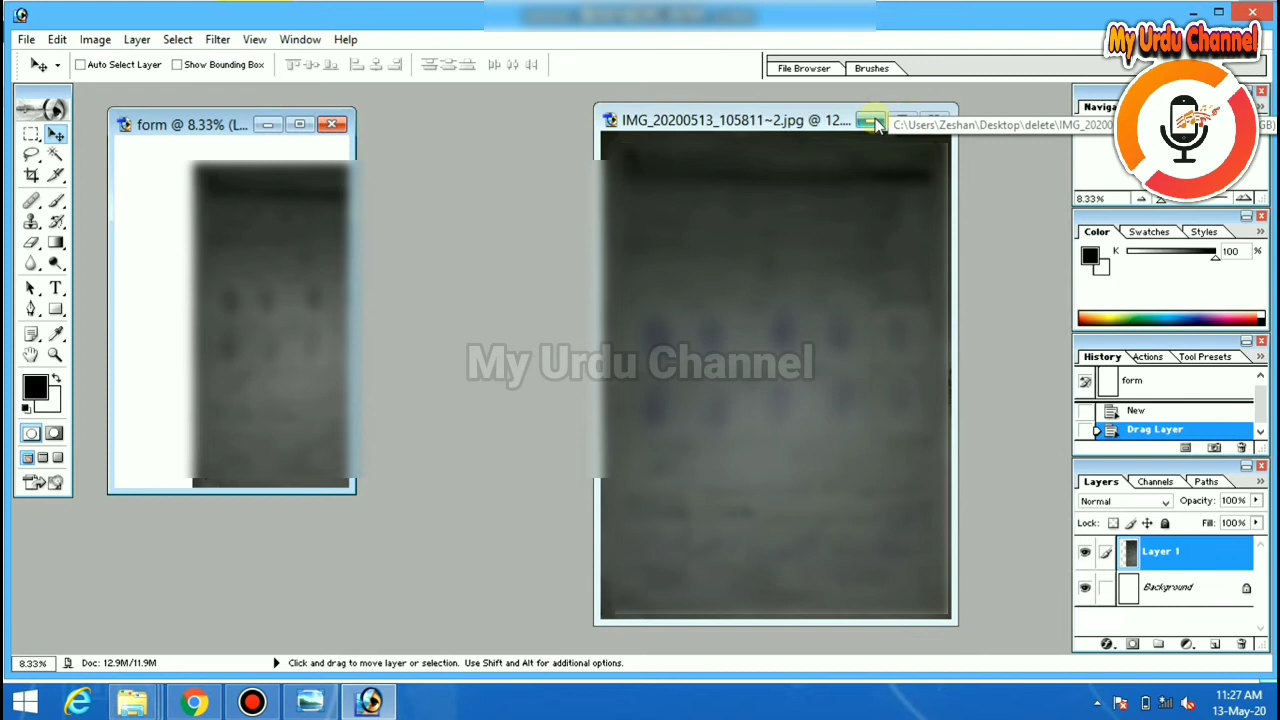 File Edit Image Layer Select Filter View Window Help
My Urdu Channel
Auto Select Layer Show Bounding Box
File Browser Brushes
form @ 8.33% (L...
IMG_20200513_105811~2.jpg @ 12....
C:\Users\Zeshan\Desktop\delete\IMG_20200
Naviga
8.33%
Color Swatches Styles
K 100 %
History Actions Tool Presets
form
New
Drag Layer
My Urdu Channel
Layers Channels Paths
Normal Opacity: 100%
Lock: Fill: 100%
Layer 1
Background
8.33% Doc: 12.9M/11.9M Click and drag to move layer or selection. Use Shift and Alt for additional options.
11:27 AM
13-May-20